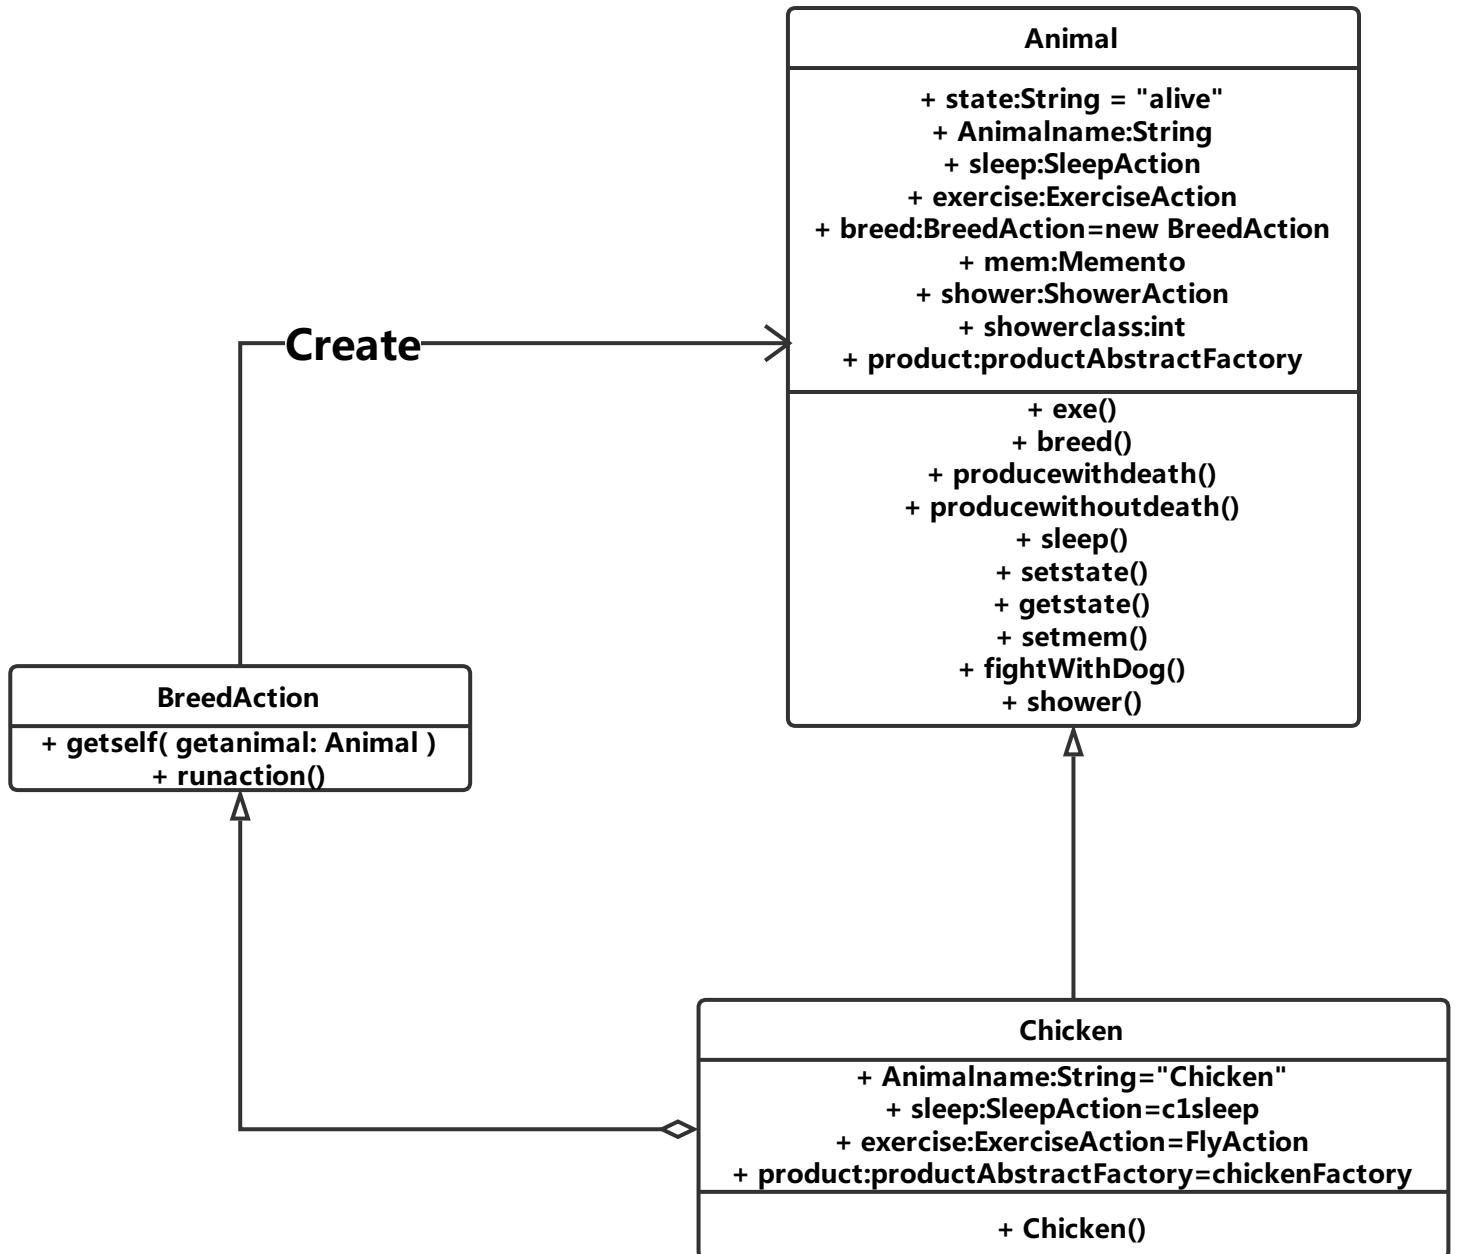 Animal
+ state:String = "alive"
+ Animalname:String
+ sleep:SleepAction
+ exercise:ExerciseAction
+ breed:BreedAction=new BreedAction
+ mem:Memento
+ shower:ShowerAction
+ showerclass:int
+ product:productAbstractFactory
+ exe()
+ breed()
+ producewithdeath()
+ producewithoutdeath()
+ sleep()
+ setstate()
+ getstate()
+ setmem()
+ fightWithDog()
+ shower()
Create
BreedAction
+ getself( getanimal: Animal )
+ runaction()
Chicken
+ Animalname:String="Chicken"
+ sleep:SleepAction=c1sleep
+ exercise:ExerciseAction=FlyAction
+ product:productAbstractFactory=chickenFactory
+ Chicken()